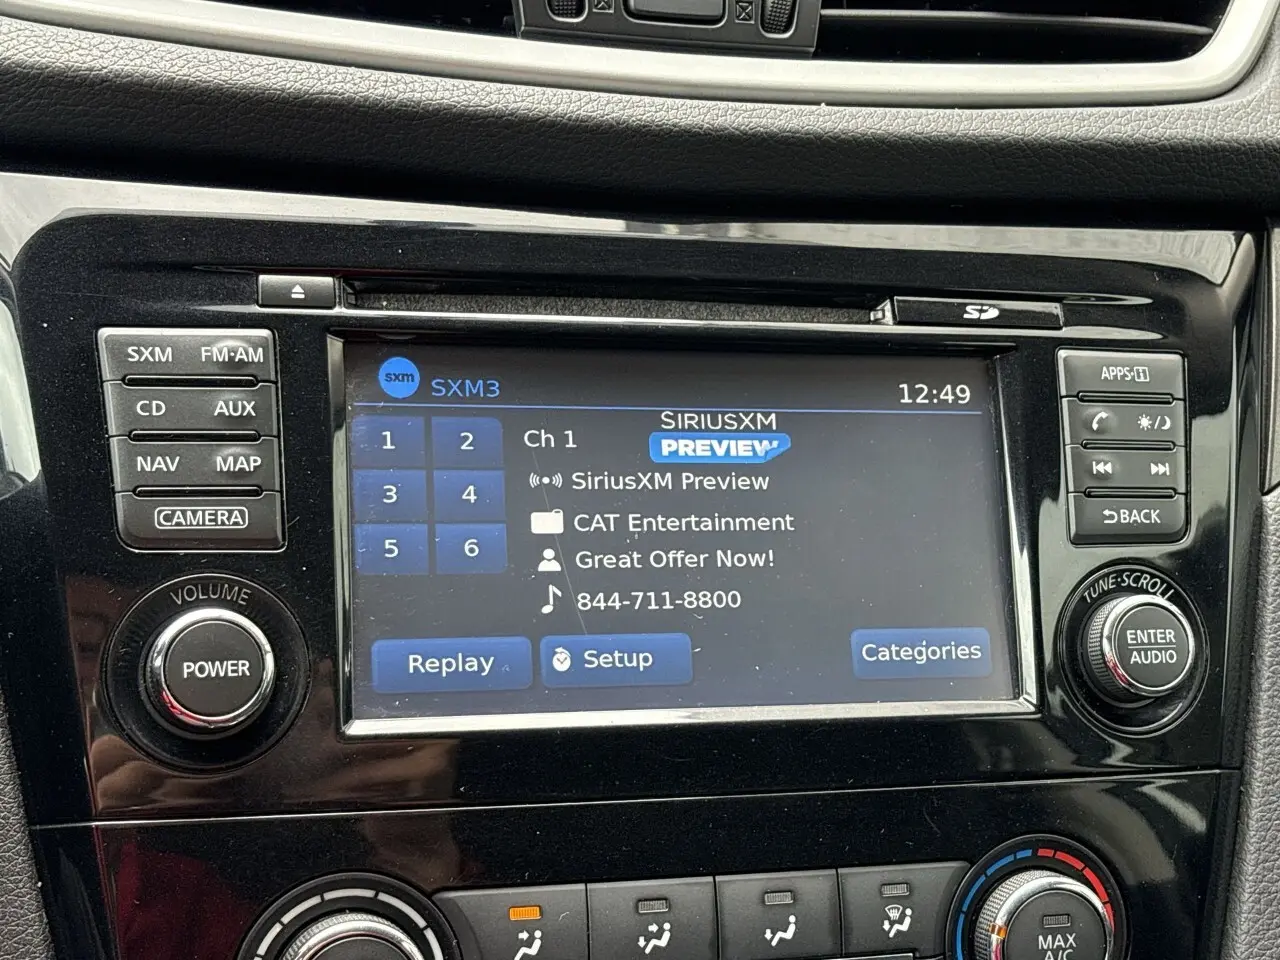 SD
SXM FM·AM
CD AUX
NAV MAP
CAMERA
VOLUME
POWER
sxm SXM3 12:49
1 2
3 4
5 6
Ch 1
SIRIUSXM
PREVIEW
SiriusXM Preview
CAT Entertainment
Great Offer Now!
844-711-8800
Replay Setup Categories
APPS·i
BACK
TUNE·SCROLL
ENTER
AUDIO
MAX
A/C